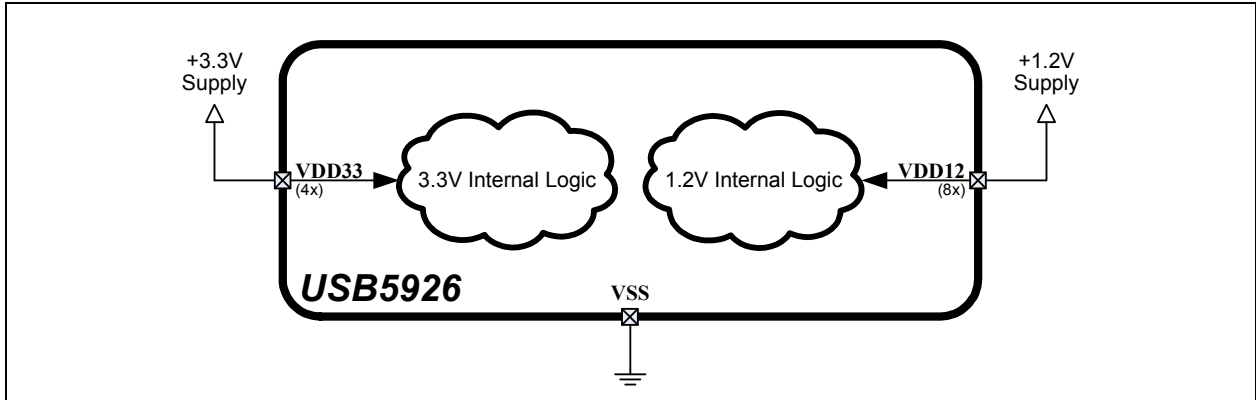 +3.3V
Supply
+1.2V
Supply
VDD33
(4x)
3.3V Internal Logic
1.2V Internal Logic
VDD12
(8x)
USB5926
VSS